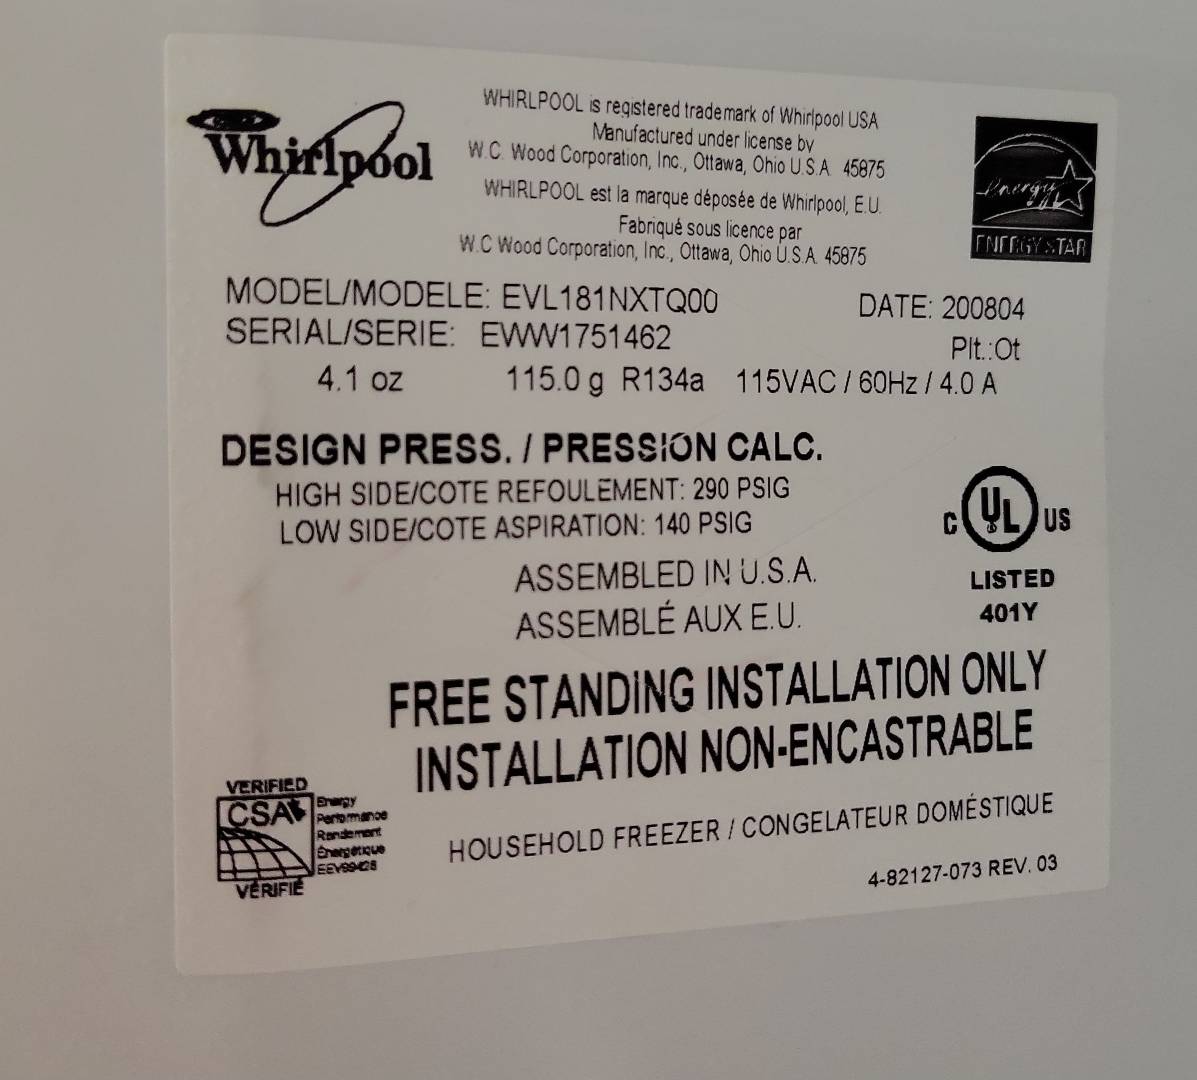 Whirlpool
WHIRLPOOL is registered trademark of Whirlpool USA
Manufactured under license by
W.C. Wood Corporation, Inc., Ottawa, Ohio U.S.A. 45875
WHIRLPOOL est la marque déposée de Whirlpool, E.U.
Fabriqué sous licence par
W.C Wood Corporation, Inc., Ottawa, Ohio U.S.A. 45875
energy
ENERGY STAR
MODEL/MODELE: EVL181NXTQ00
DATE: 200804
SERIAL/SERIE: EWW1751462
Plt.:Ot
4.1 oz 115.0 g R134a 115VAC / 60Hz / 4.0 A
DESIGN PRESS. / PRESSION CALC.
HIGH SIDE/COTE REFOULEMENT: 290 PSIG
LOW SIDE/COTE ASPIRATION: 140 PSIG
C UL US
LISTED
401Y
ASSEMBLED IN U.S.A.
ASSEMBLÉ AUX E.U.
FREE STANDING INSTALLATION ONLY
INSTALLATION NON-ENCASTRABLE
VERIFIED
CSA
Energy
Performance
Rendement
Énergétique
EEV99428
VÉRIFIÉ
HOUSEHOLD FREEZER / CONGELATEUR DOMÉSTIQUE
4-82127-073 REV. 03